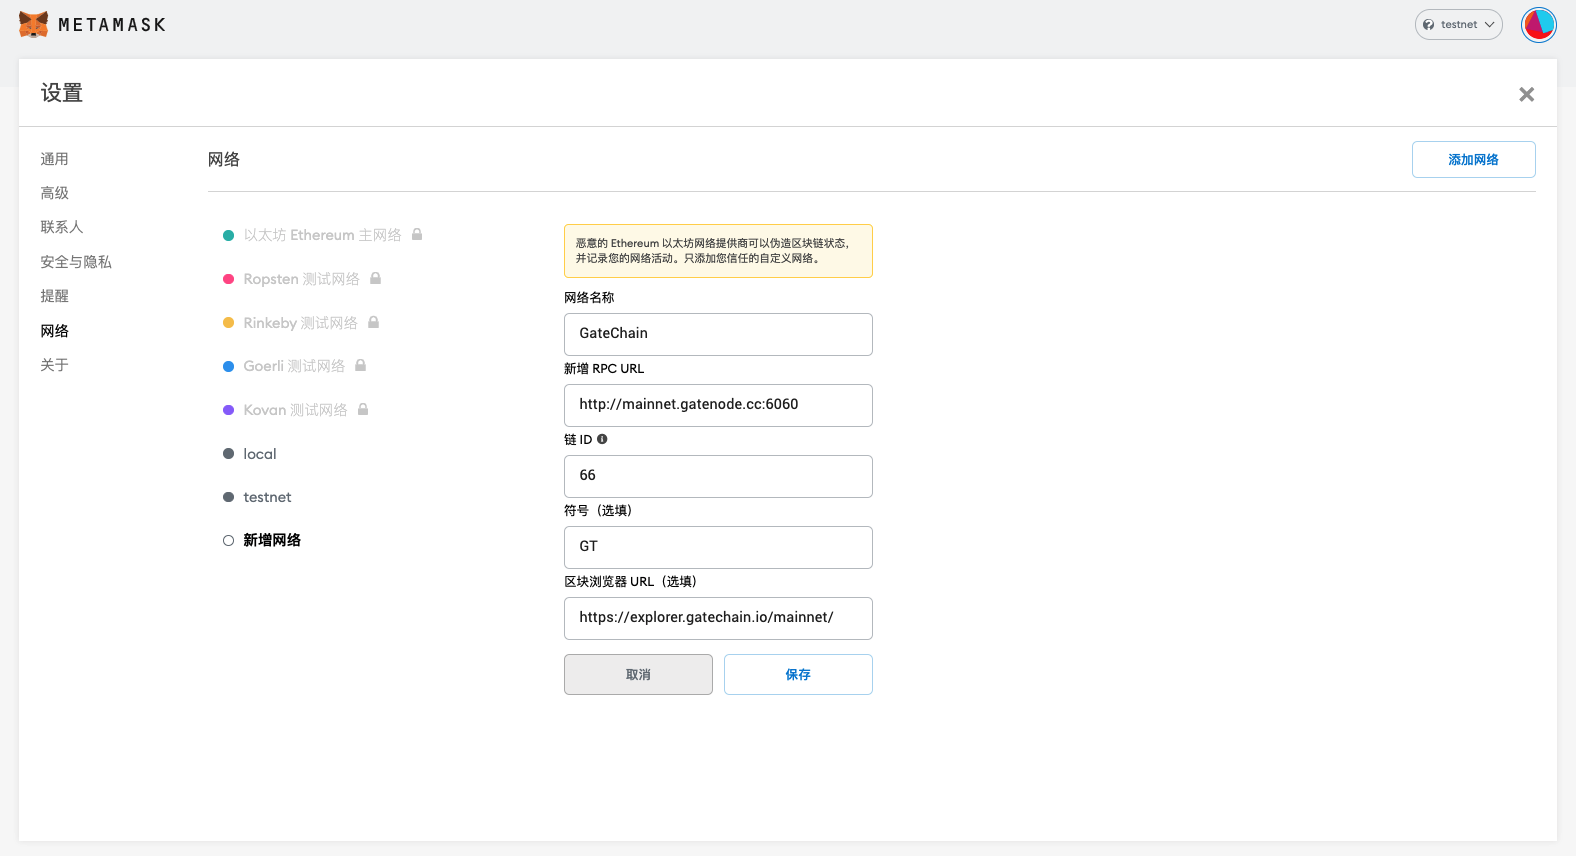 METAMASK
testnet
设置
通用
高级
联系人
安全与隐私
提醒
网络
关于
网络
添加网络
以太坊 Ethereum 主网络
Ropsten 测试网络
Rinkeby 测试网络
Goerli 测试网络
Kovan 测试网络
local
testnet
新增网络
恶意的 Ethereum 以太坊网络提供商可以伪造区块链状态,
并记录您的网络活动。只添加您信任的自定义网络。
网络名称
GateChain
新增 RPC URL
http://mainnet.gatenode.cc:6060
链 ID
66
符号（选填）
GT
区块浏览器 URL（选填）
https://explorer.gatechain.io/mainnet/
取消
保存